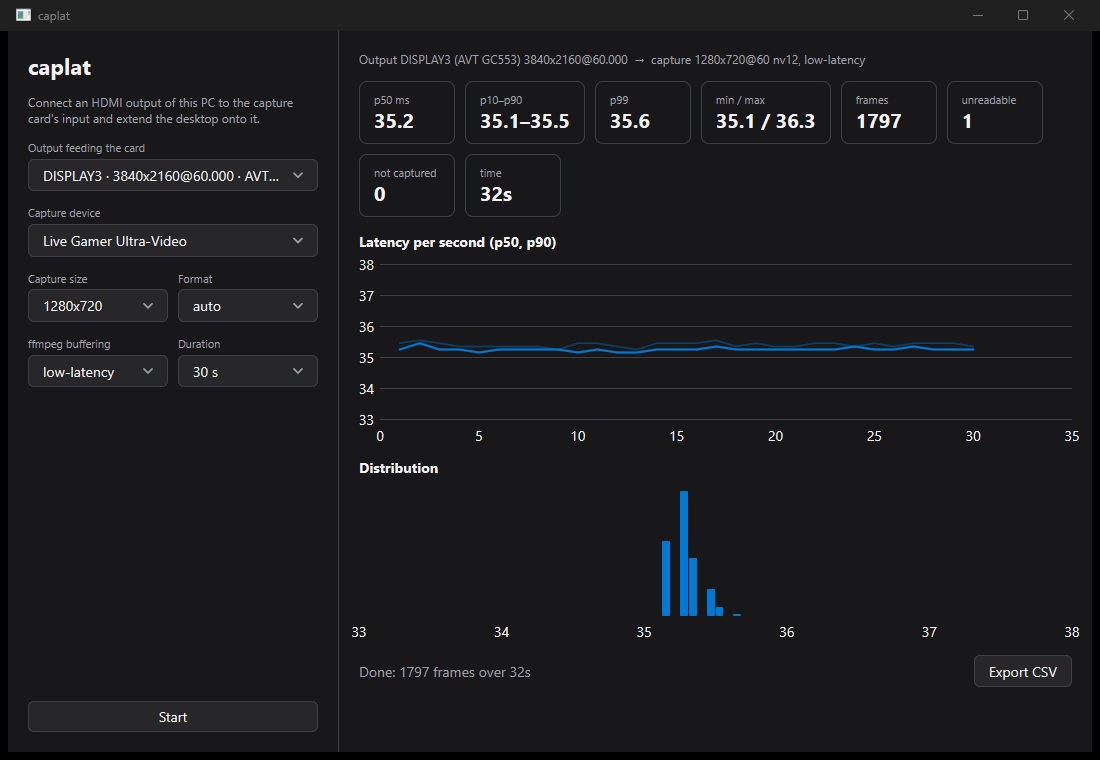 caplat
caplat
Connect an HDMI output of this PC to the capture
card's input and extend the desktop onto it.
Output feeding the card
DISPLAY3 · 3840x2160@60.000 · AVT...
Capture device
Live Gamer Ultra-Video
Capture size
Format
1280x720
auto
ffmpeg buffering
Duration
low-latency
30 s
Start
Output DISPLAY3 (AVT GC553) 3840x2160@60.000 → capture 1280x720@60 nv12, low-latency
p50 ms
35.2
p10–p90
35.1–35.5
p99
35.6
min / max
35.1 / 36.3
frames
1797
unreadable
1
not captured
0
time
32s
Latency per second (p50, p90)
38
37
36
35
34
33
0 5 10 15 20 25 30 35
Distribution
33 34 35 36 37 38
Done: 1797 frames over 32s
Export CSV